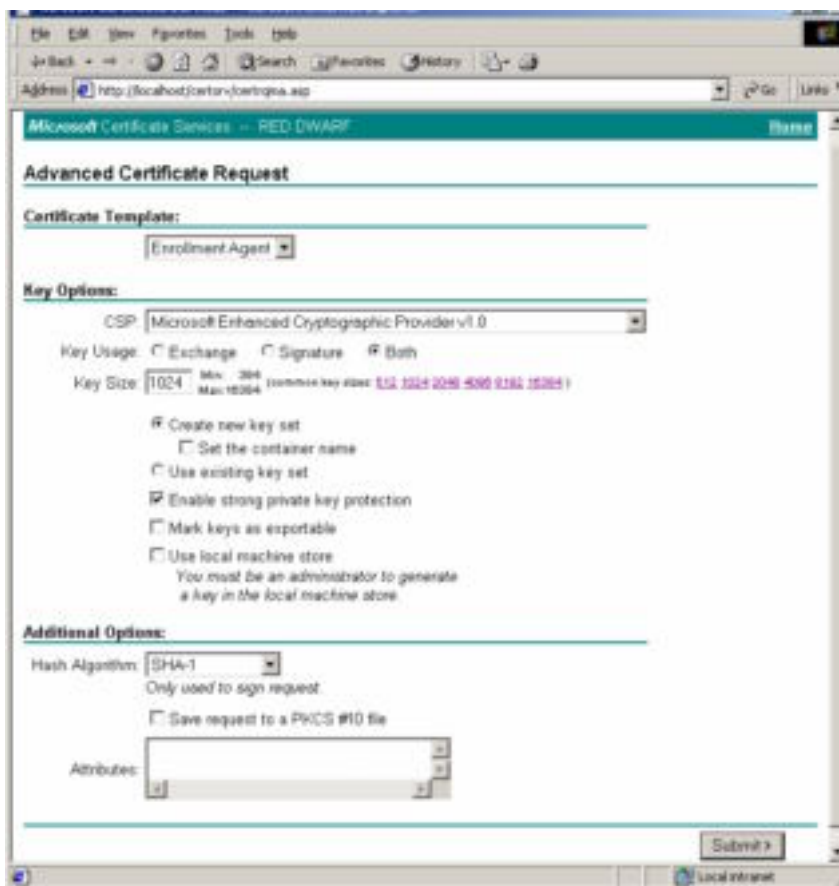 File Edit View Favorites Tools Help
Back Search Favorites History
Address http://localhost/certsrv/certrqma.asp Go Links
Microsoft Certificate Services -- RED DWARF Home
Advanced Certificate Request
Certificate Template:
Enrollment Agent
Key Options:
CSP: Microsoft Enhanced Cryptographic Provider v1.0
Key Usage: Exchange Signature Both
Key Size: 1024 Min: 384 (common key sizes: 512 1024 2048 4096 8192 16384 )
Max: 16384
Create new key set
Set the container name
Use existing key set
Enable strong private key protection
Mark keys as exportable
Use local machine store
You must be an administrator to generate
a key in the local machine store.
Additional Options:
Hash Algorithm: SHA-1
Only used to sign request.
Save request to a PKCS #10 file
Attributes:
Submit >
Local intranet